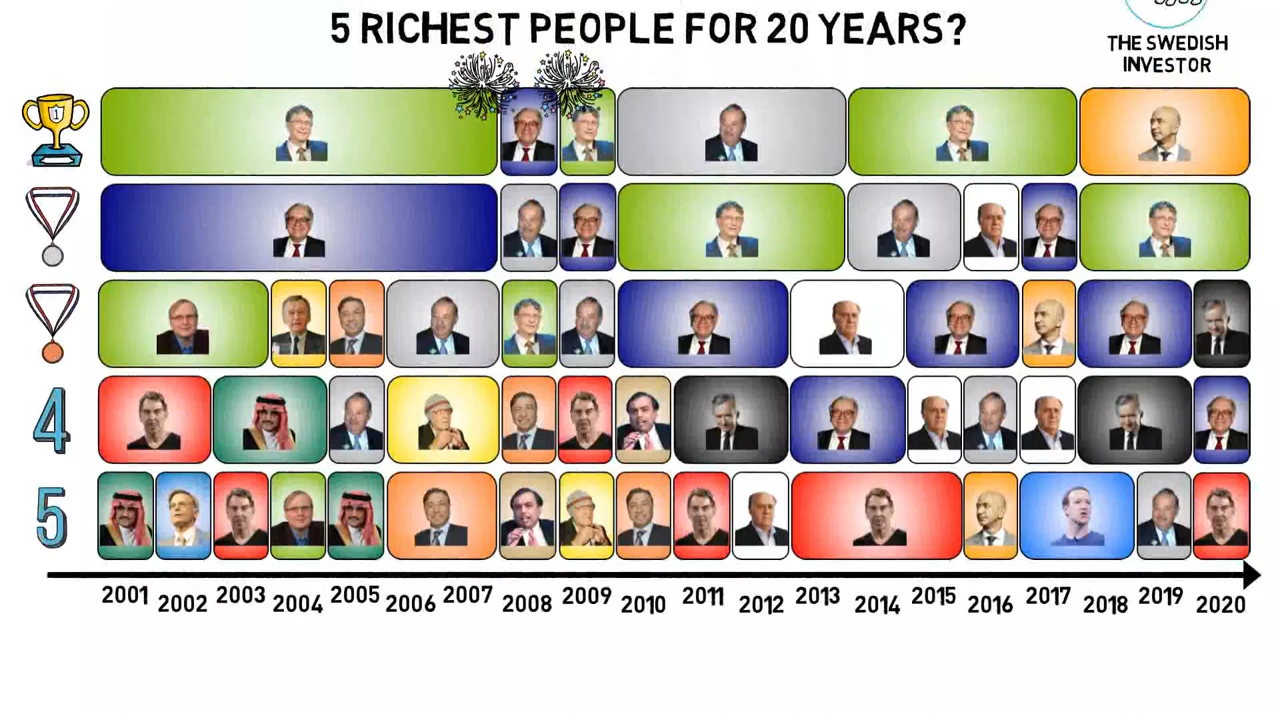 5 RICHEST PEOPLE FOR 20 YEARS?
THE SWEDISH
INVESTOR
1
4
5
2001 2002 2003 2004 2005 2006 2007 2008 2009 2010 2011 2012 2013 2014 2015 2016 2017 2018 2019 2020